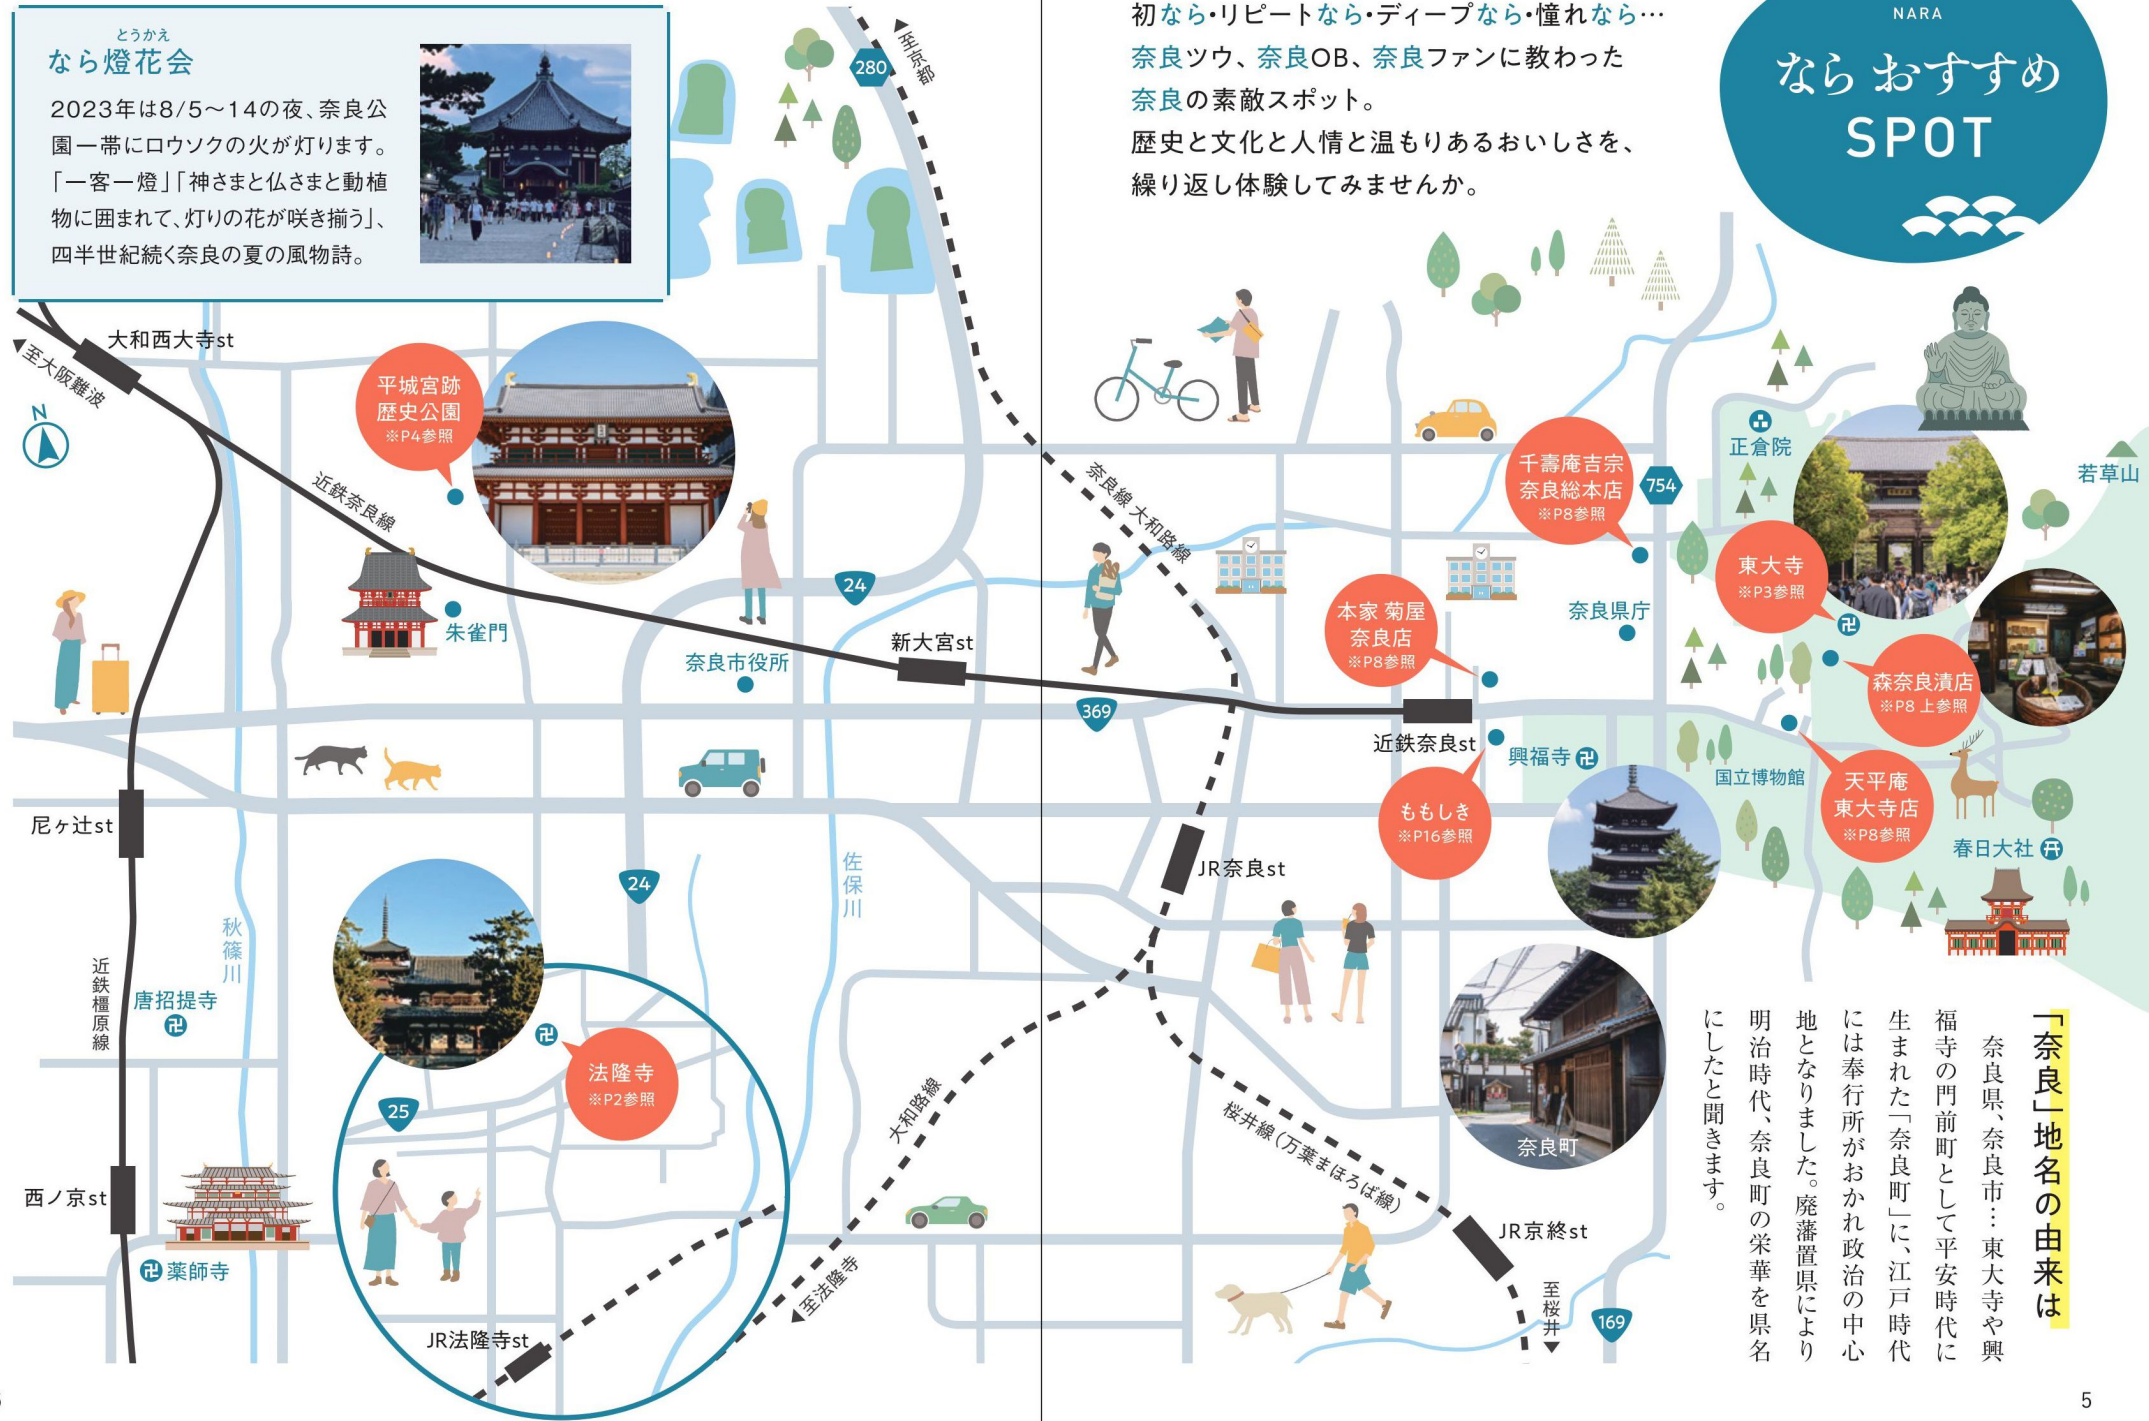 とうかえ
なら燈花会
2023年は8/5～14の夜、奈良公
園一帯にロウソクの火が灯ります。
「一客一燈」「神さまと仏さまと動植
物に囲まれて、灯りの花が咲き揃う」、
四半世紀続く奈良の夏の風物詩。
初なら・リピートなら・ディープなら・憧れなら…
奈良ツウ、奈良OB、奈良ファンに教わった
奈良の素敵スポット。
歴史と文化と人情と温もりあるおいしさを、
繰り返し体験してみませんか。
NARA
なら おすすめ
SPOT
280
至京都
大和西大寺st
至大阪難波
N
平城宮跡
歴史公園
※P4参照
近鉄奈良線
朱雀門
24
奈良市役所
新大宮st
369
奈良線 大和路線
千壽庵吉宗
奈良総本店
※P8参照
754
正倉院
若草山
東大寺
※P3参照
奈良県庁
本家 菊屋
奈良店
※P8参照
森奈良漬店
※P8 上参照
近鉄奈良st
興福寺
国立博物館
天平庵
東大寺店
※P8参照
ももしき
※P16参照
春日大社
尼ヶ辻st
24
佐保川
JR奈良st
秋篠川
近鉄橿原線
唐招提寺
法隆寺
※P2参照
25
大和路線
桜井線（万葉まほろば線）
奈良町
西ノ京st
薬師寺
JR法隆寺st
至法隆寺
JR京終st
至桜井
169
「奈良」地名の由来は
奈良県、奈良市…東大寺や興
福寺の門前町として平安時代に
生まれた「奈良町」に、江戸時代
には奉行所がおかれ政治の中心
地となりました。廃藩置県により
明治時代、奈良町の栄華を県名
にしたと聞きます。
5